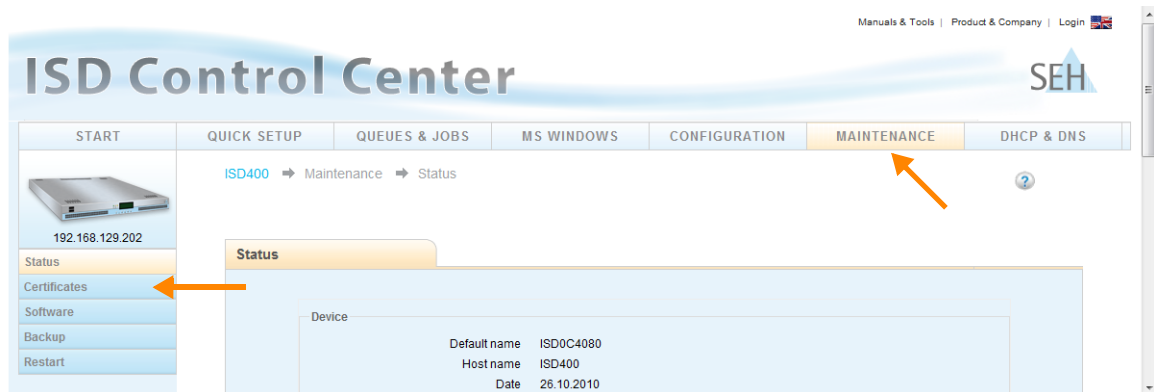 Manuals & Tools | Product & Company | Login
ISD Control Center
SEH
START QUICK SETUP QUEUES & JOBS MS WINDOWS CONFIGURATION MAINTENANCE DHCP & DNS
ISD400 ➡ Maintenance ➡ Status
?
192.168.129.202
Status
Certificates
Software
Backup
Restart
Status
Device
Default name ISD0C4080
Host name ISD400
Date 26.10.2010